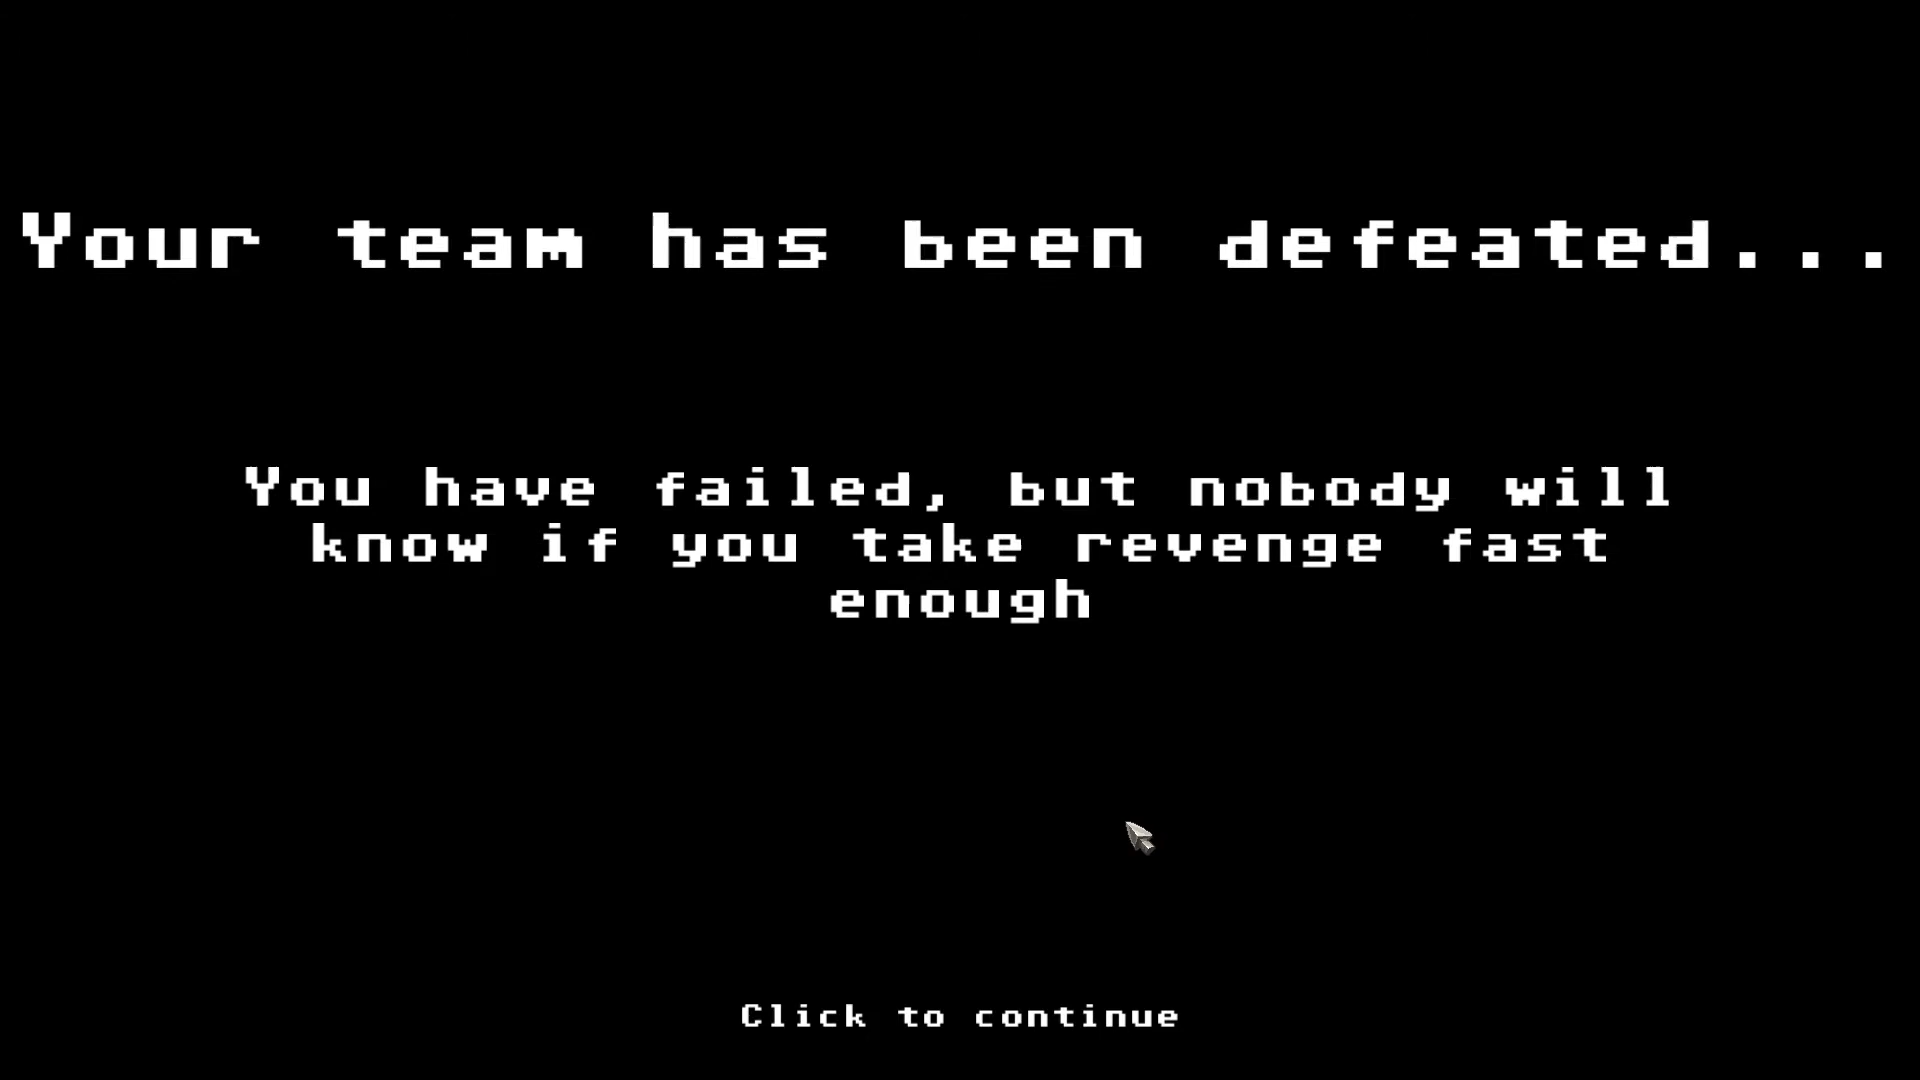 Your team has been defeated...
You have failed, but nobody will
know if you take revenge fast
enough
Click to continue